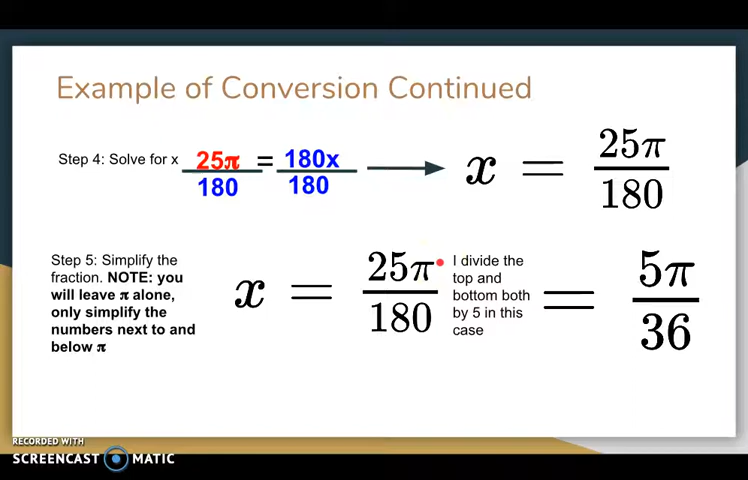 Example of Conversion Continued
Step 4: Solve for x
25π = 180x
180 180
x = 25π
180
Step 5: Simplify the
fraction. NOTE: you
will leave π alone,
only simplify the
numbers next to and
below π
x = 25π
180
I divide the
top and
bottom both
by 5 in this
case
= 5π
36
RECORDED WITH
SCREENCAST MATIC